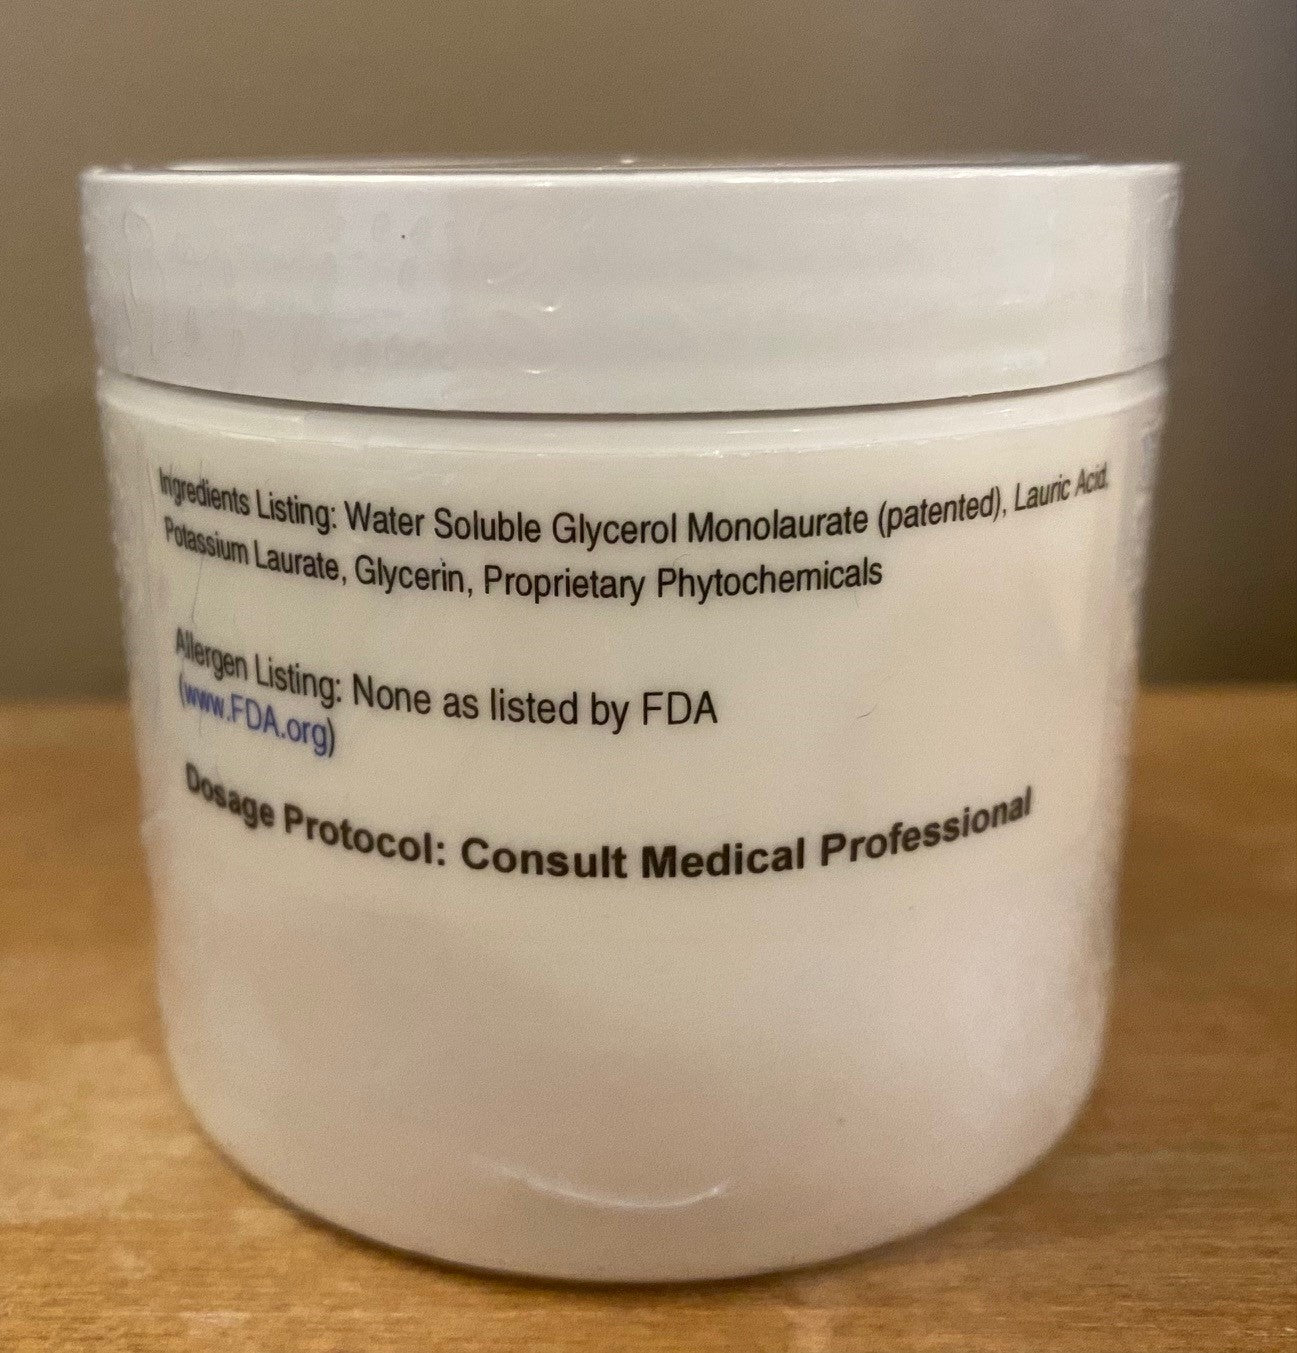 Ingredients Listing: Water Soluble Glycerol Monolaurate (patented), Lauric Acid,
Potassium Laurate, Glycerin, Proprietary Phytochemicals
Allergen Listing: None as listed by FDA
(www.FDA.org)
Dosage Protocol: Consult Medical Professional